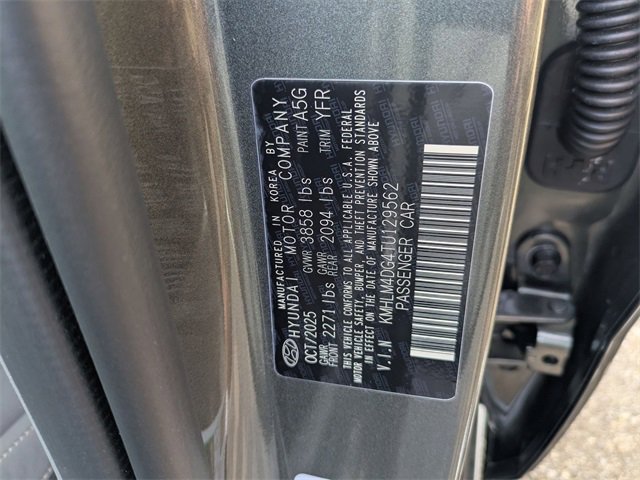 MANUFACTURED IN KOREA BY
HYUNDAI MOTOR COMPANY
OCT/2025 GVWR 3858 lbs PAINT A5G
GAWR FRONT 2271 lbs GAWR REAR 2094 lbs TRIM YFR
THIS VEHICLE CONFORMS TO ALL APPLICABLE U.S.A. FEDERAL
MOTOR VEHICLE SAFETY, BUMPER, AND THEFT PREVENTION STANDARDS
IN EFFECT ON THE DATE OF MANUFACTURE SHOWN ABOVE
V.I.N KMHLM4DG4TU129562
PASSENGER CAR